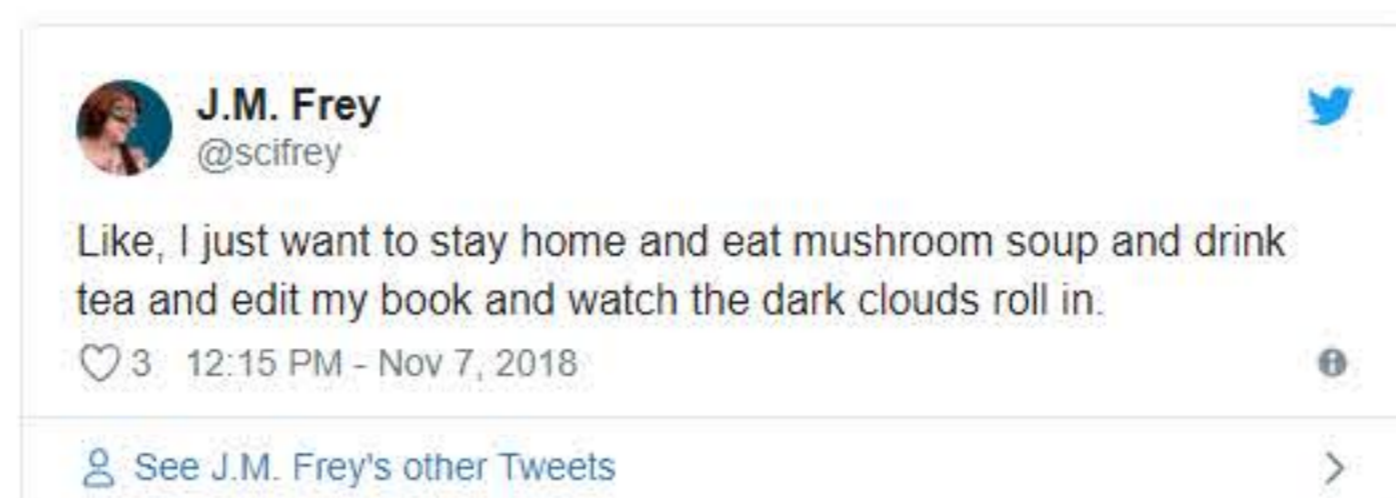 J.M. Frey
@scifrey
Like, I just want to stay home and eat mushroom soup and drink
tea and edit my book and watch the dark clouds roll in.
3 12:15 PM - Nov 7, 2018
See J.M. Frey's other Tweets